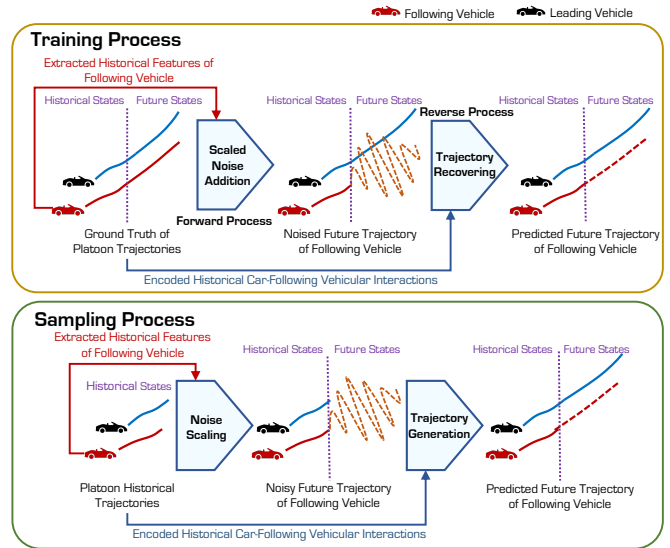 Following Vehicle
Leading Vehicle
Training Process
Extracted Historical Features of
Following Vehicle
Historical States
Future States
Scaled
Noise
Addition
Forward Process
Historical States
Future States
Reverse Process
Trajectory
Recovering
Historical States
Future States
Ground Truth of
Platoon Trajectories
Noised Future Trajectory
of Following Vehicle
Predicted Future Trajectory
of Following Vehicle
Encoded Historical Car-Following Vehicular Interactions
Sampling Process
Extracted Historical Features
of Following Vehicle
Historical States
Noise
Scaling
Historical States
Future States
Trajectory
Generation
Historical States
Future States
Platoon Historical
Trajectories
Noisy Future Trajectory
of Following Vehicle
Predicted Future Trajectory
of Following Vehicle
Encoded Historical Car-Following Vehicular Interactions